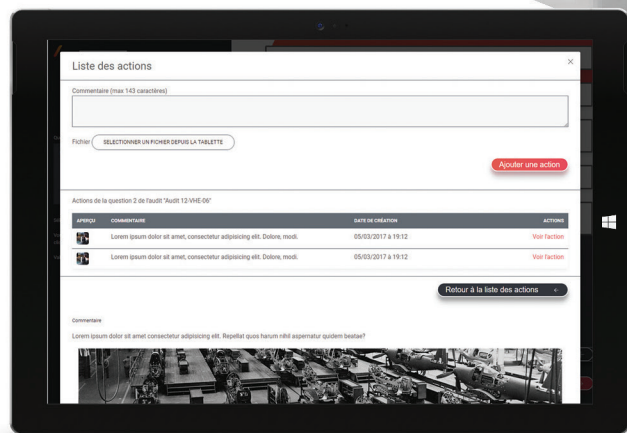 Liste des actions
Commentaire (max 143 caractères)
Fichier SELECTIONNER UN FICHIER DEPUIS LA TABLETTE
Ajouter une action
Actions de la question 2 de l'audit "Audit 12-VHE-06"
APERÇU COMMENTAIRE DATE DE CRÉATION ACTIONS
Lorem ipsum dolor sit amet, consectetur adipisicing elit. Dolore, modi. 05/03/2017 à 19:12 Voir l'action
Lorem ipsum dolor sit amet, consectetur adipisicing elit. Dolore, modi. 05/03/2017 à 19:12 Voir l'action
Retour à la liste des actions
Commentaire
Lorem ipsum dolor sit amet consectetur adipisicing elit. Repellat quos harum nihil aspernatur quidem beatae?